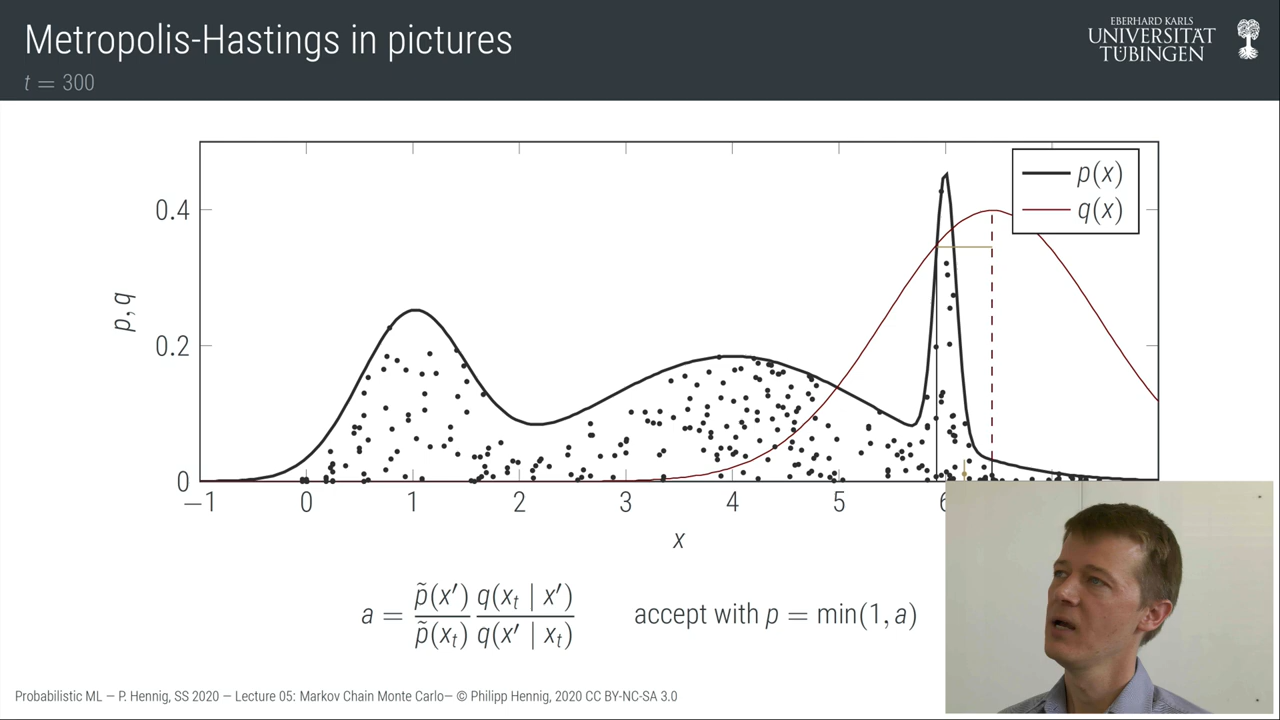 Metropolis-Hastings in pictures
t = 300
EBERHARD KARLS
UNIVERSITÄT
TÜBINGEN
p(x)
q(x)
0.4
0.2
0
p, q
−1 0 1 2 3 4 5 6
x
a = p̃(x′) q(x_t | x′) / p̃(x_t) q(x′ | x_t) accept with p = min(1, a)
Probabilistic ML — P. Hennig, SS 2020 — Lecture 05: Markov Chain Monte Carlo— © Philipp Hennig, 2020 CC BY-NC-SA 3.0